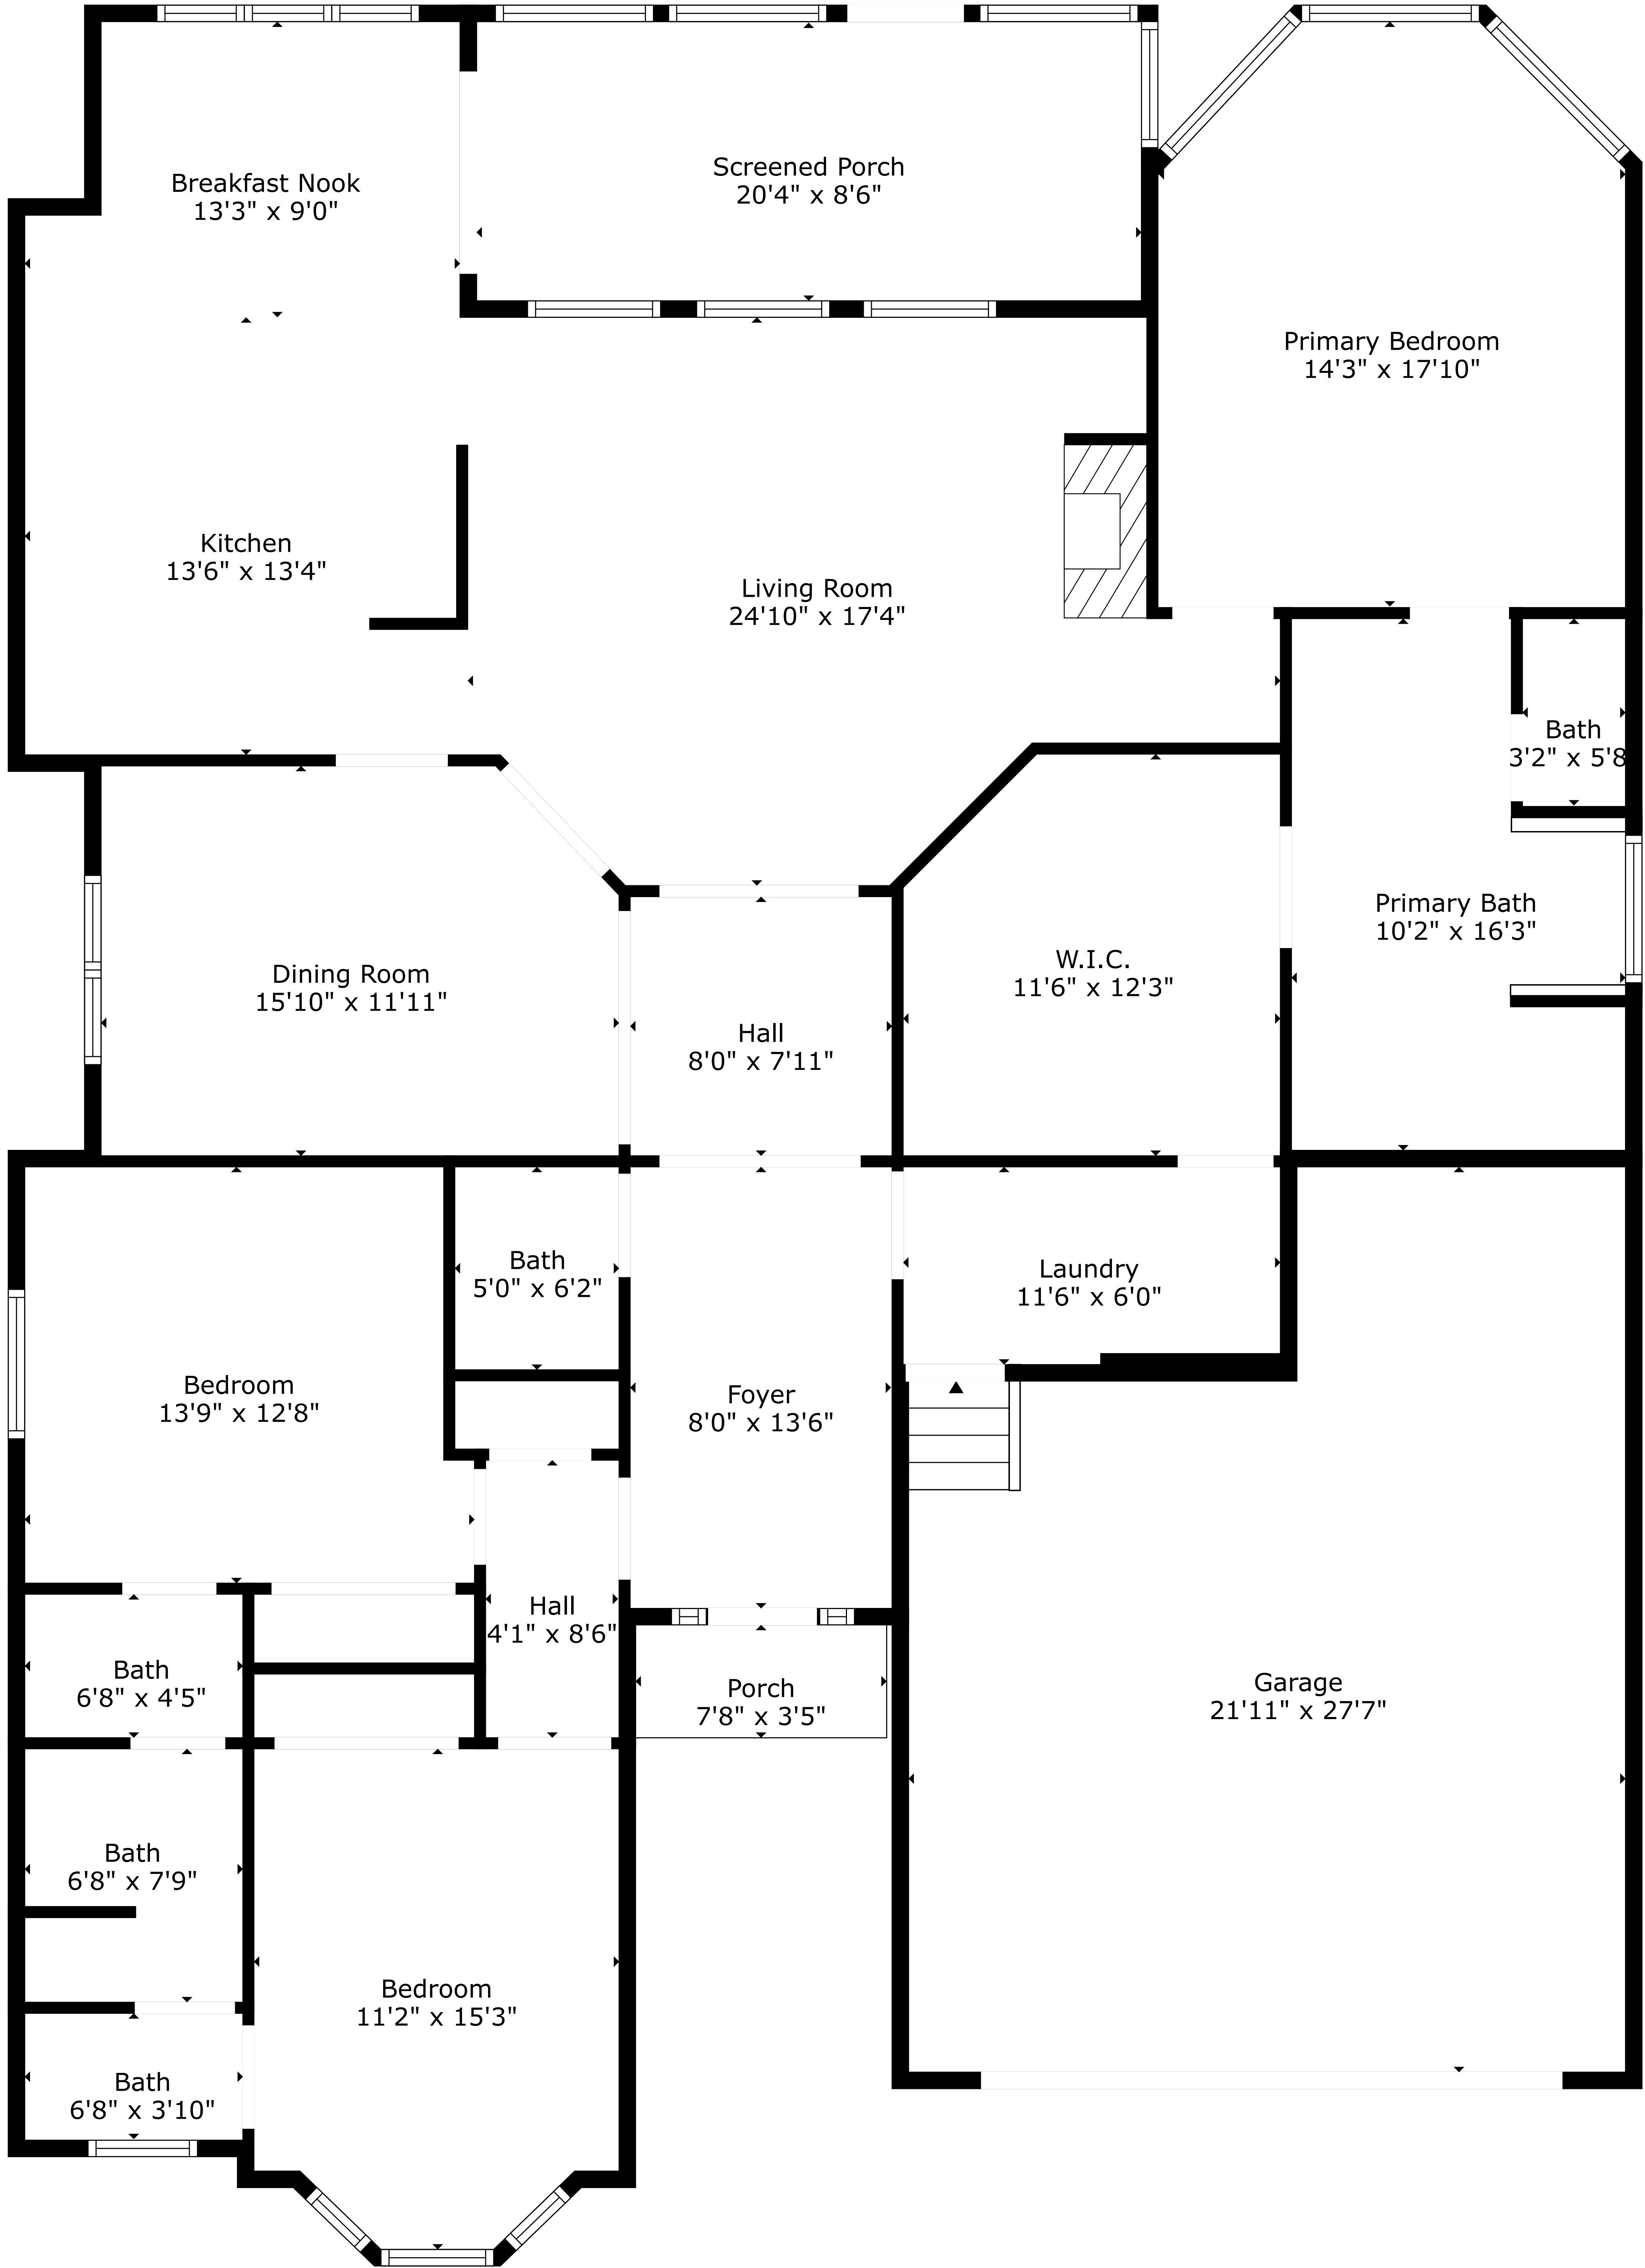 Breakfast Nook
13'3" x 9'0"
Screened Porch
20'4" x 8'6"
Primary Bedroom
14'3" x 17'10"
Kitchen
13'6" x 13'4"
Living Room
24'10" x 17'4"
Bath
3'2" x 5'8
Primary Bath
10'2" x 16'3"
Dining Room
15'10" x 11'11"
W.I.C.
11'6" x 12'3"
Hall
8'0" x 7'11"
Bath
5'0" x 6'2"
Laundry
11'6" x 6'0"
Bedroom
13'9" x 12'8"
Foyer
8'0" x 13'6"
Hall
4'1" x 8'6"
Bath
6'8" x 4'5"
Porch
7'8" x 3'5"
Garage
21'11" x 27'7"
Bath
6'8" x 7'9"
Bedroom
11'2" x 15'3"
Bath
6'8" x 3'10"